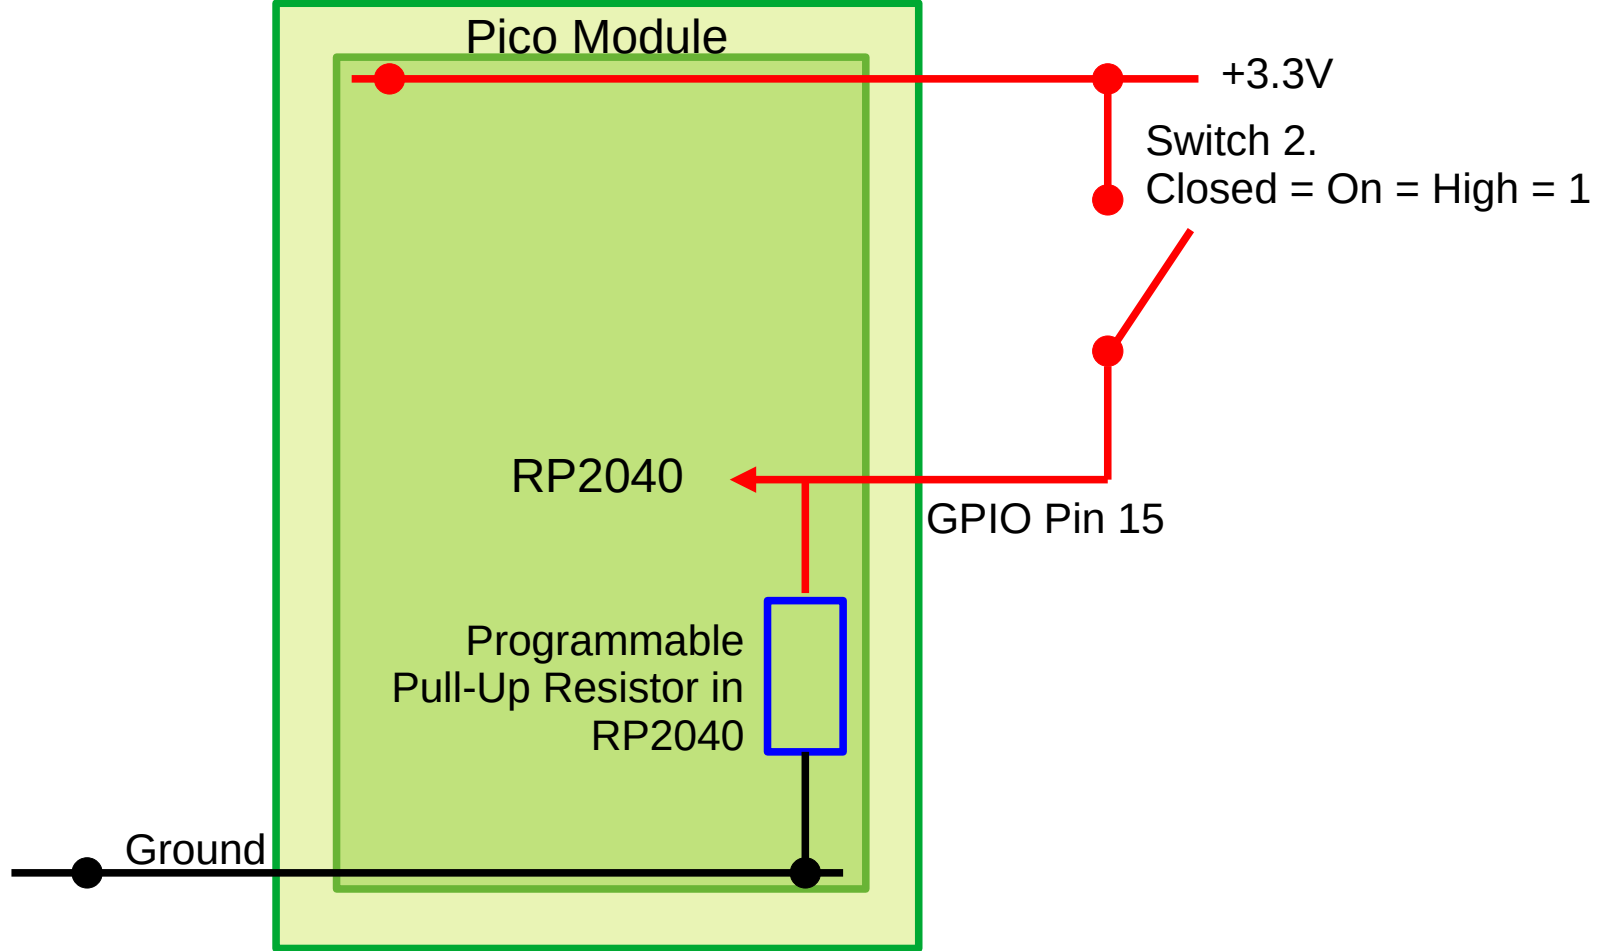 Pico Module
+3.3V
Switch 2.
Closed = On = High = 1
RP2040
GPIO Pin 15
Programmable
Pull-Up Resistor in
RP2040
Ground